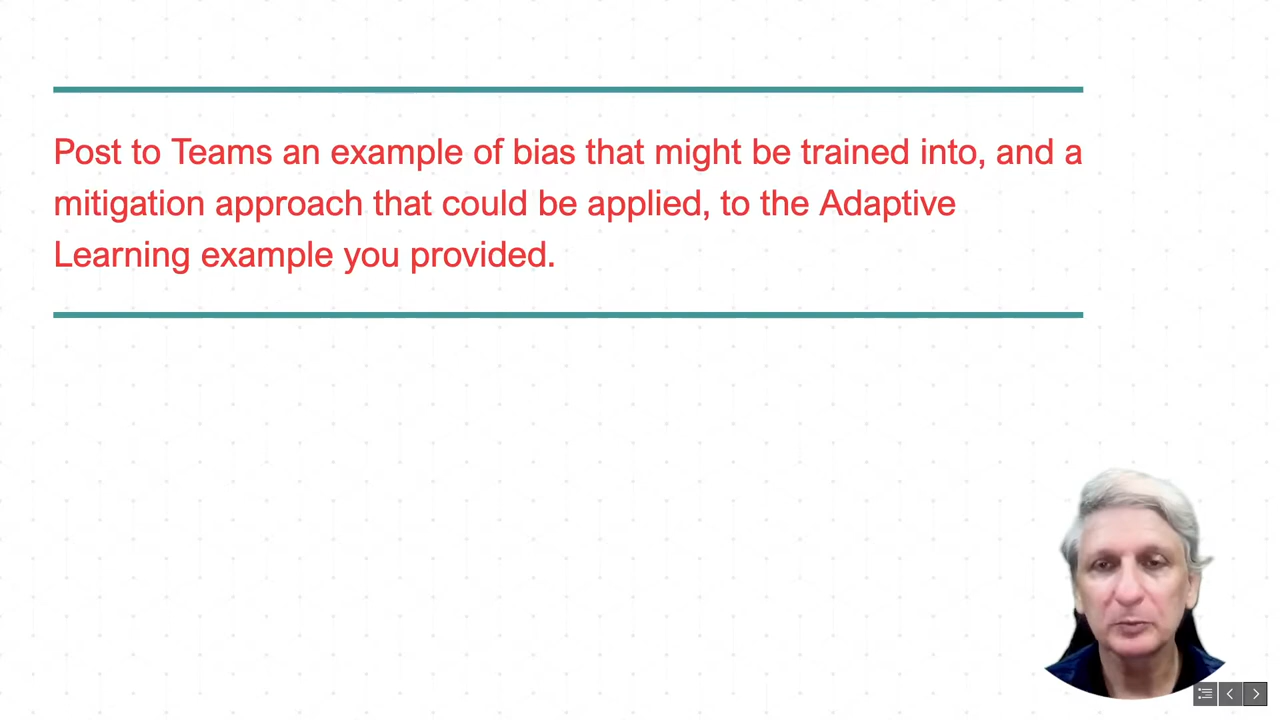 Post to Teams an example of bias that might be trained into, and a
mitigation approach that could be applied, to the Adaptive
Learning example you provided.